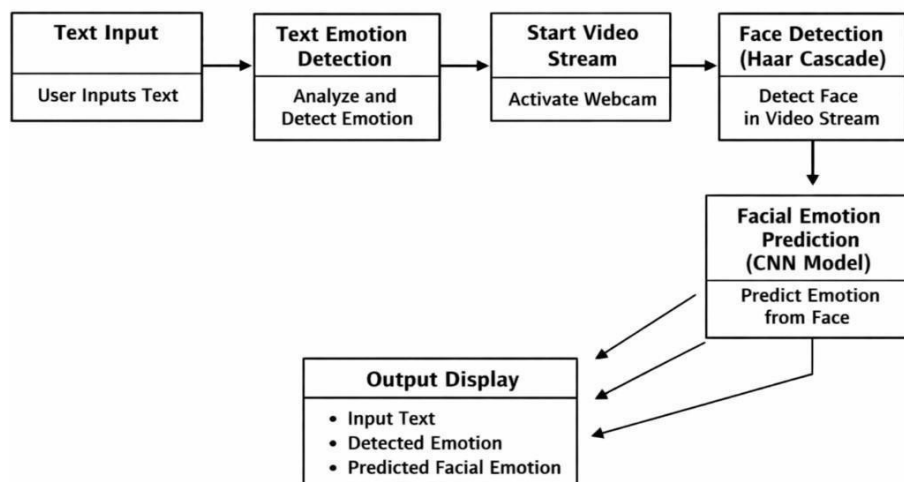 Text Input
User Inputs Text
Text Emotion
Detection
Analyze and
Detect Emotion
Start Video
Stream
Activate Webcam
Face Detection
(Haar Cascade)
Detect Face
in Video Stream
Facial Emotion
Prediction
(CNN Model)
Predict Emotion
from Face
Output Display
• Input Text
• Detected Emotion
• Predicted Facial Emotion